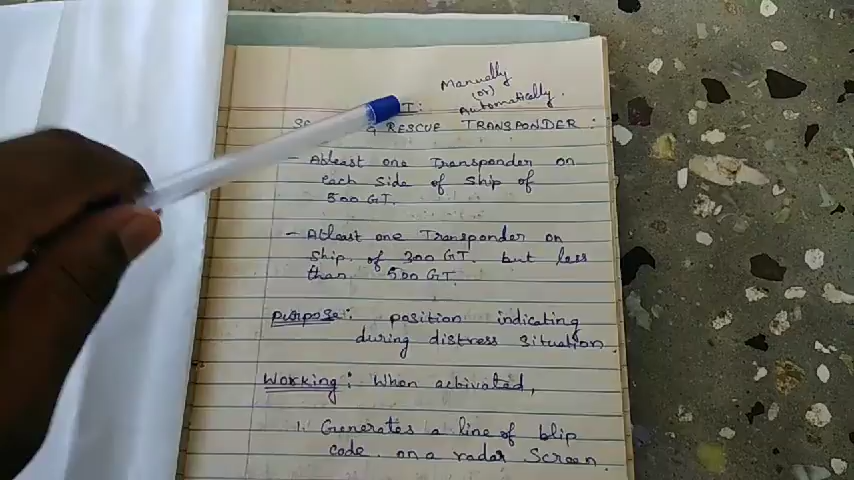 Manually
(or)
Automatically.
T:
RESCUE TRANSPONDER :
- Atleast one Transponder on
each side of ship of
500 GT.
- Atleast one Transponder on
ship of 300 GT. but less
than 500 GT.
purpose: position indicating
during distress situation
Working: When activated,
1. Generates a line of blip
code on a radar screen.